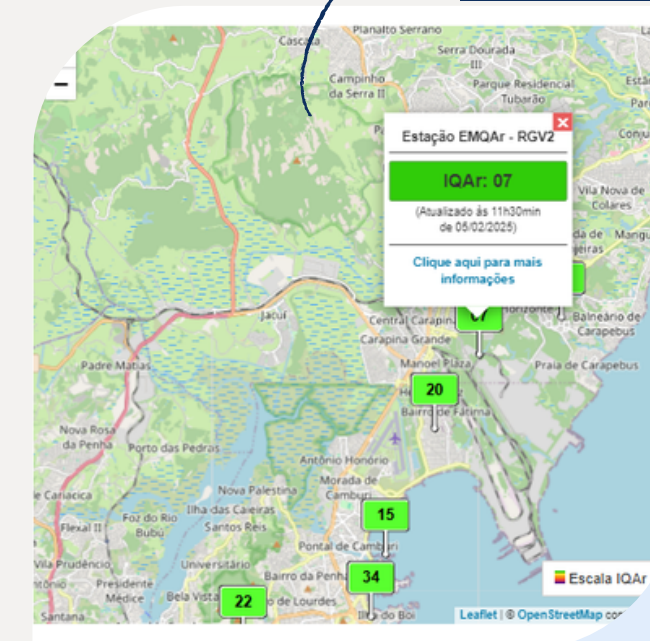 Planalto Serrano
Cascata
Serra Dourada
III
Campinho
da Serra II
Parque Residencial
Tubarão
−
Estação EMQAr - RGV2
IQAr: 07
(Atualizado às 11h30min
de 05/02/2025)
Clique aqui para mais
informações
Vila Nova de
Colares
Jacuí
Central Carapin
07
Balneário de
Carapebus
Carapina Grande
Manoel Plaza
Praia de Carapebus
Padre Matias
20
Bairro de Fátima
Nova Rosa
da Penha
Porto das Pedras
Antônio Honório
Morada de
Camburi
Nova Palestina
e Cariacica
Ilha das Caieiras
Santos Reis
15
Flexal II
Foz do Rio
Bubu
Pontal de Camburi
Vila Prudêncio
Universitário
Bairro da Penha
34
Escala IQAr
Presidente
Médice
Bela Vista
22
o de Lourdes
do Boi
Santana
Leaflet | © OpenStreetMap con